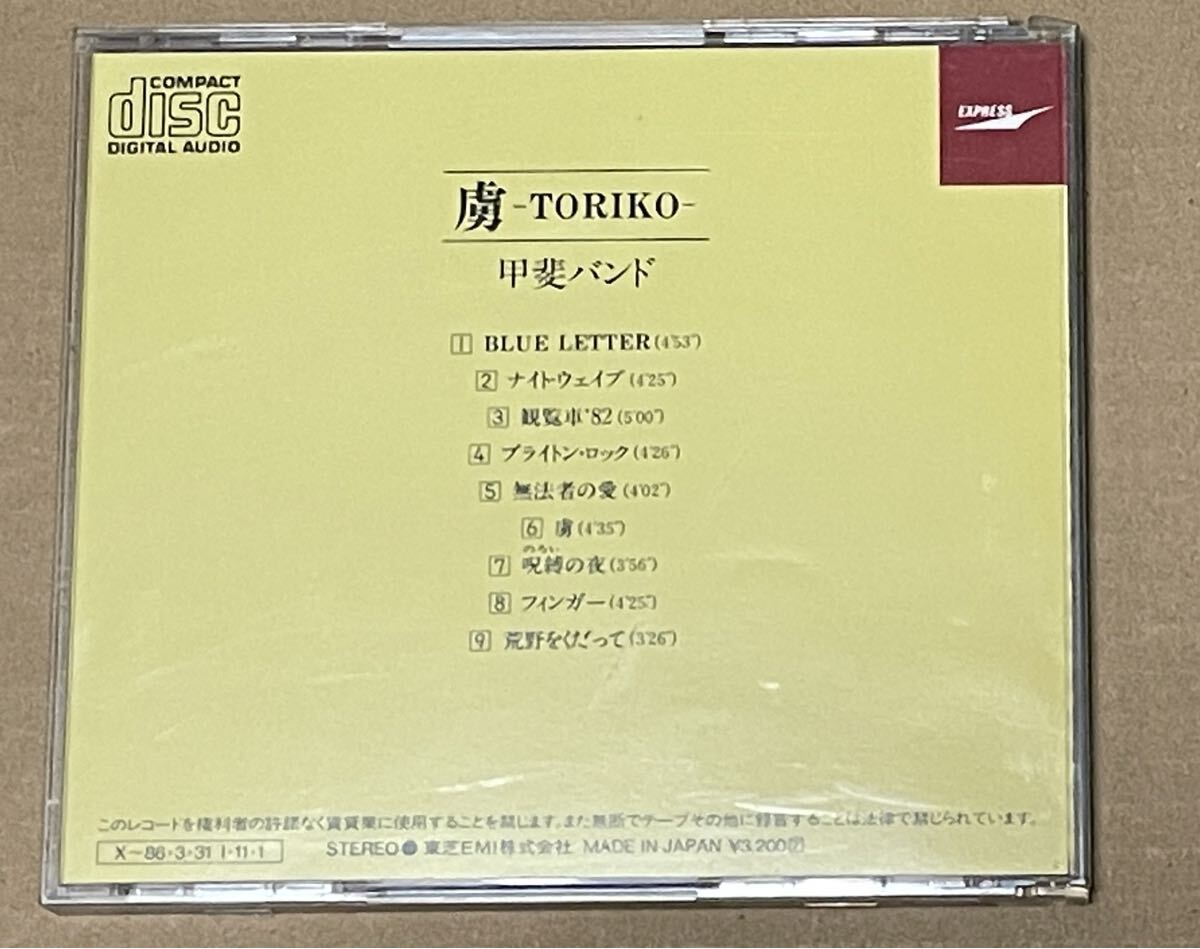 COMPACT
disc
DIGITAL AUDIO
EXPRESS
虜 -TORIKO-
甲斐バンド
1 BLUE LETTER (4'53")
2 ナイト・ウェイブ (4'25")
3 観覧車'82 (5'00")
4 ブライトン・ロック (4'26")
5 無法者の愛 (4'02")
6 虜 (4'35")
のろい
7 呪縛の夜 (3'56")
8 フィンガー (4'25")
9 荒野をくだって (3'26")
このレコードを権利者の許諾なく賃貸業に使用することを禁じます。また無断でテープその他に録音することは法律で禁じられています。
X-86・3・31 I・11・1
STEREO 東芝EMI株式会社 MADE IN JAPAN ¥3,200